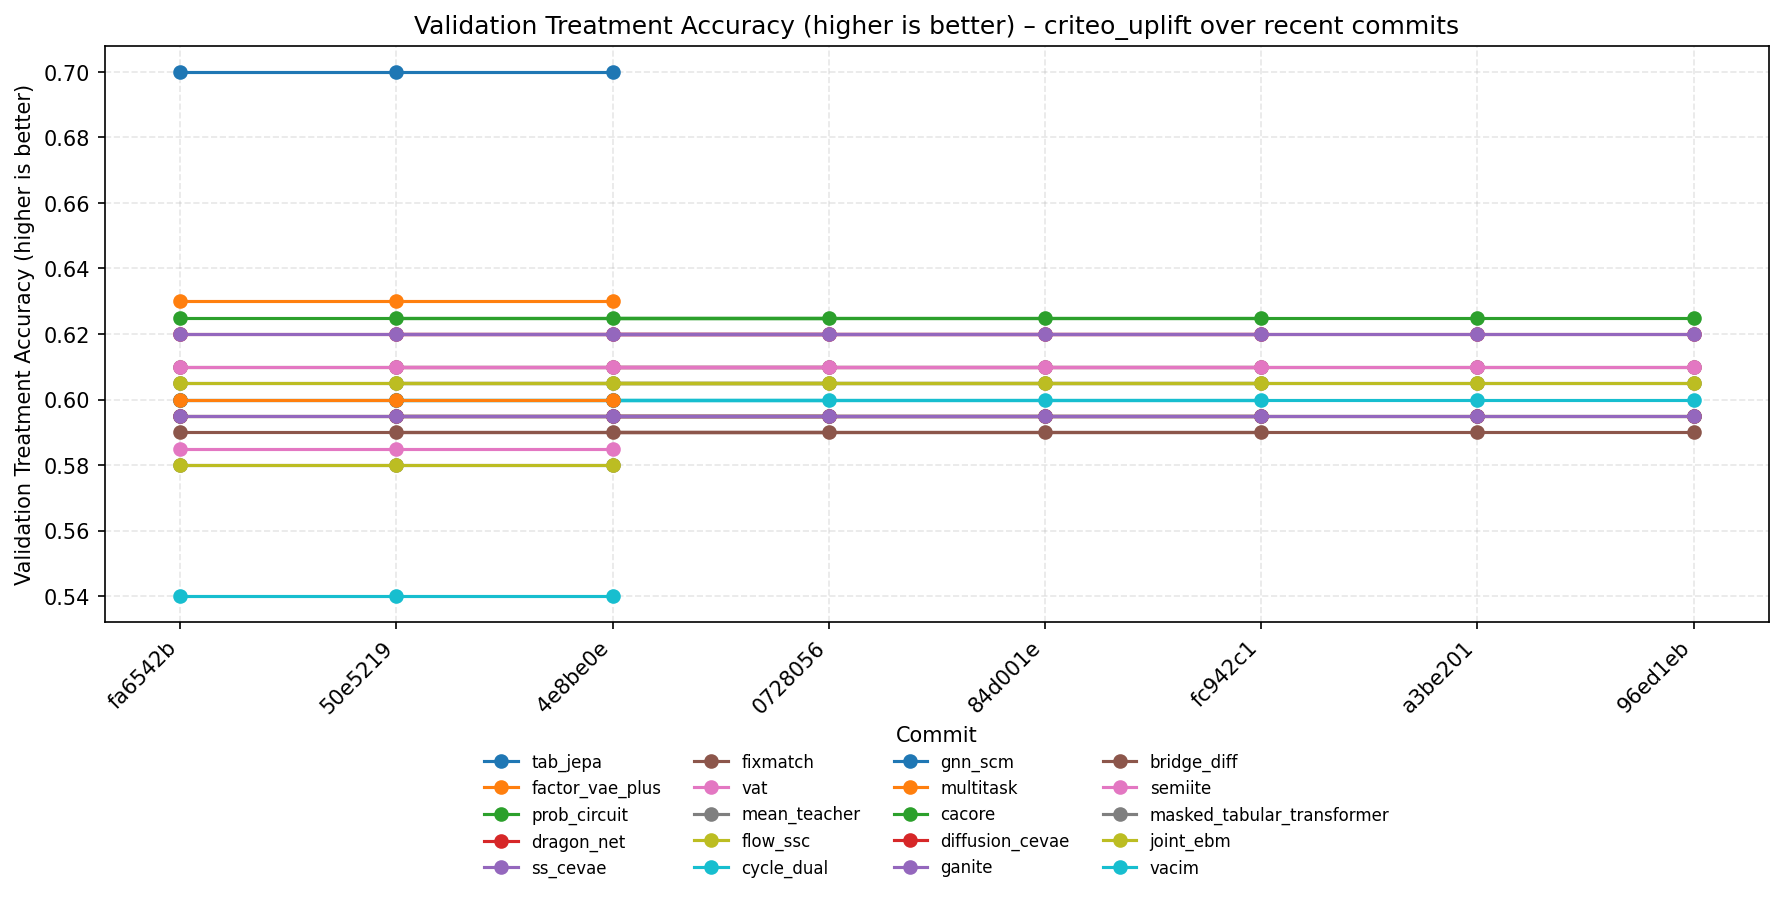 Validation Treatment Accuracy (higher is better) – criteo_uplift over recent commits
Validation Treatment Accuracy (higher is better)
0.70
0.68
0.66
0.64
0.62
0.60
0.58
0.56
0.54
fa6542b
50e5219
4e8be0e
0728056
84d001e
fc942c1
a3be201
96ed1eb
Commit
tab_jepa
factor_vae_plus
prob_circuit
dragon_net
ss_cevae
fixmatch
vat
mean_teacher
flow_ssc
cycle_dual
gnn_scm
multitask
cacore
diffusion_cevae
ganite
bridge_diff
semiite
masked_tabular_transformer
joint_ebm
vacim